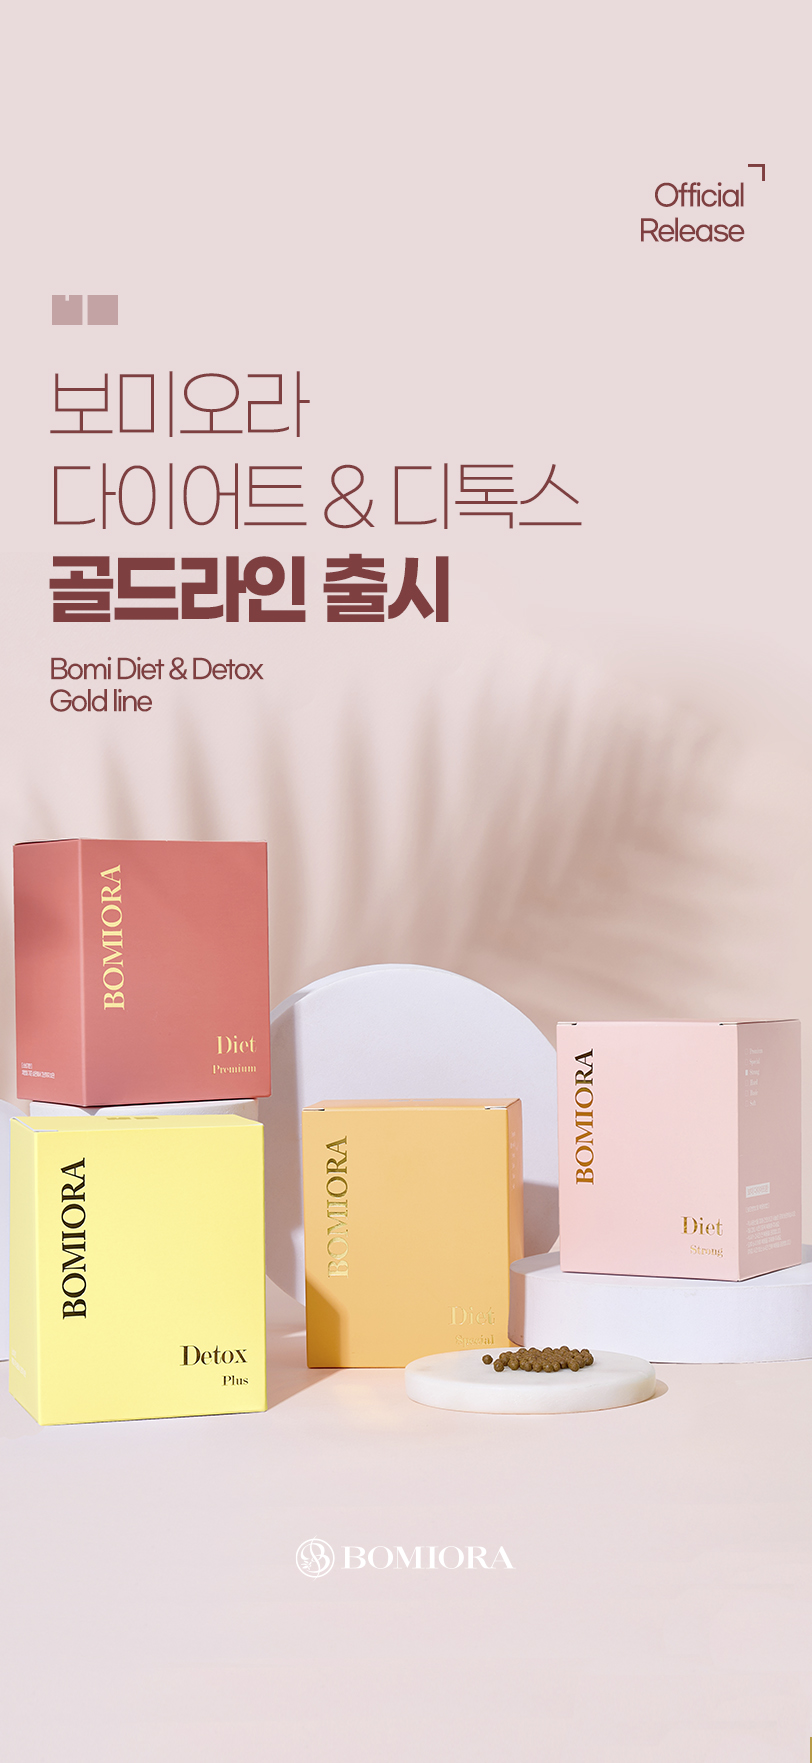 Official
Release
보미오라
다이어트 & 디톡스
골드라인 출시
Bomi Diet & Detox
Gold line
BOMIORA
Diet
Premium
BOMIORA
Detox
Plus
BOMIORA
Diet
Special
BOMIORA
Diet
Strong
BOMIORA